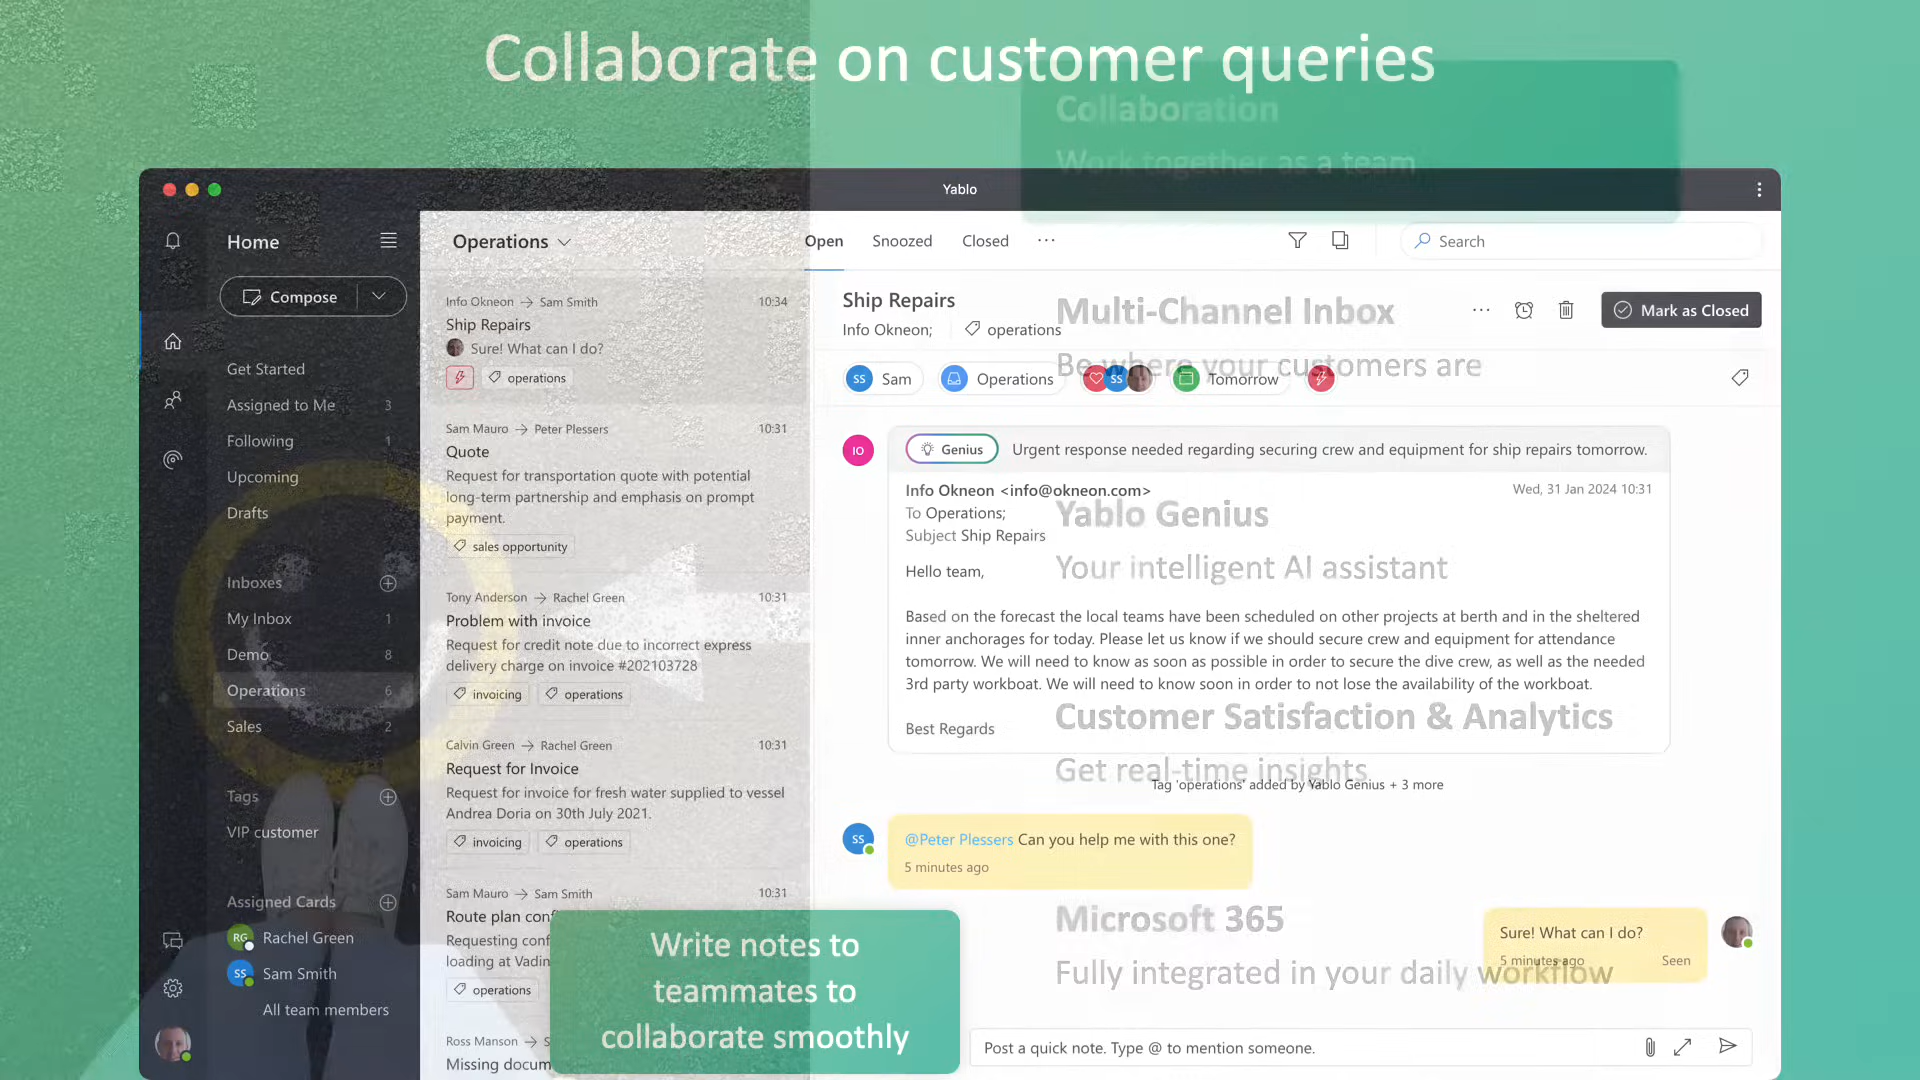 Collaborate on customer queries
Collaboration
Work together as a team
Yablo
Home
Compose
Get Started
Assigned to Me 3
Following 1
Upcoming
Drafts
Inboxes
My Inbox 1
Demo 8
Operations 6
Sales 2
Tags
VIP customer
Assigned Cards
RG Rachel Green
SS Sam Smith
All team members
Operations
Open Snoozed Closed ...
Search
Info Okneon → Sam Smith 10:34
Ship Repairs
Sure! What can I do?
operations
Sam Mauro → Peter Plessers 10:31
Quote
Request for transportation quote with potential
long-term partnership and emphasis on prompt
payment.
sales opportunity
Tony Anderson → Rachel Green 10:31
Problem with invoice
Request for credit note due to incorrect express
delivery charge on invoice #202103728
invoicing operations
Calvin Green → Rachel Green 10:31
Request for Invoice
Request for invoice for fresh water supplied to vessel
Andrea Doria on 30th July 2021.
invoicing operations
Sam Mauro → Sam Smith 10:31
Route plan conf
Requesting conf
loading at Vadin
operations
Ross Manson → S
Missing docum
Write notes to
teammates to
collaborate smoothly
Ship Repairs
Info Okneon; operations
... Mark as Closed
SS Sam Operations SS Tomorrow
Multi-Channel Inbox
Be where your customers are
IO
Genius Urgent response needed regarding securing crew and equipment for ship repairs tomorrow.
Info Okneon <info@okneon.com> Wed, 31 Jan 2024 10:31
To Operations;
Subject Ship Repairs
Yablo Genius
Your intelligent AI assistant
Hello team,
Based on the forecast the local teams have been scheduled on other projects at berth and in the sheltered
inner anchorages for today. Please let us know if we should secure crew and equipment for attendance
tomorrow. We will need to know as soon as possible in order to secure the dive crew, as well as the needed
3rd party workboat. We will need to know soon in order to not lose the availability of the workboat.
Best Regards
Customer Satisfaction & Analytics
Get real-time insights
Tag 'operations' added by Yablo Genius + 3 more
SS
@Peter Plessers Can you help me with this one?
5 minutes ago
Microsoft 365
Fully integrated in your daily workflow
Sure! What can I do?
5 minutes ago Seen
Post a quick note. Type @ to mention someone.